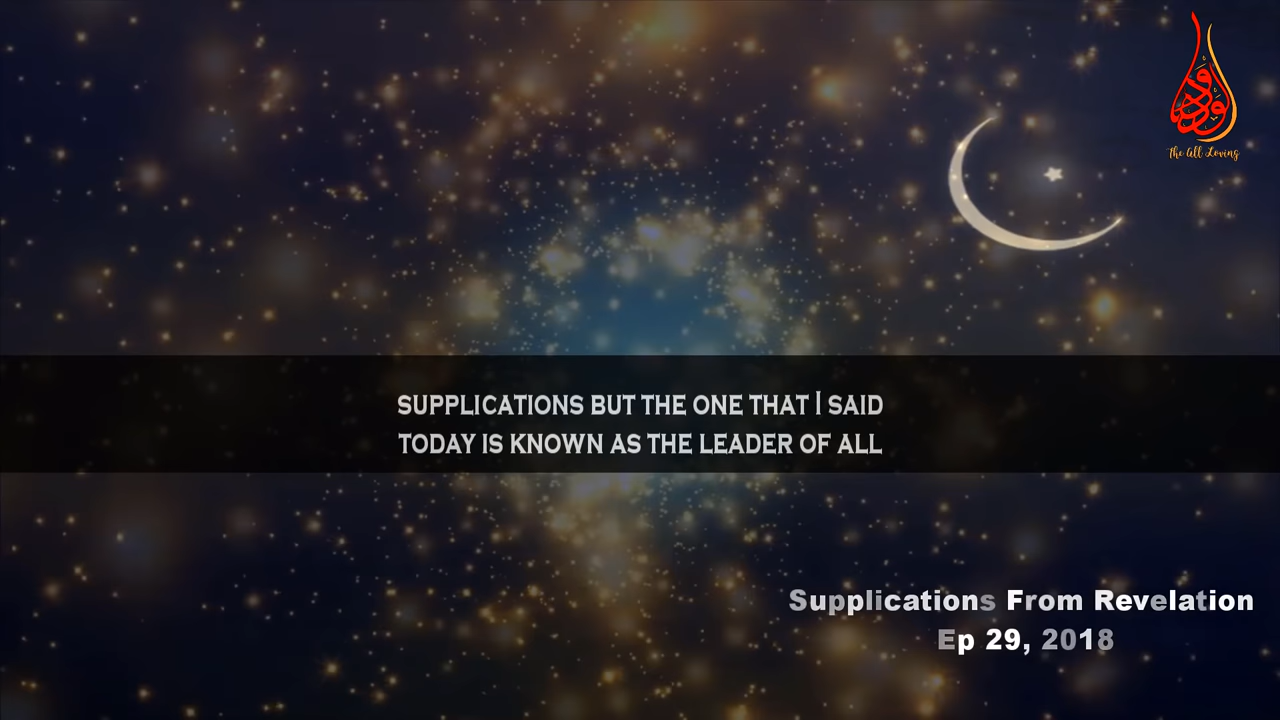 الودود
The All Loving
SUPPLICATIONS BUT THE ONE THAT I SAID
TODAY IS KNOWN AS THE LEADER OF ALL
Supplications From Revelation
Ep 29, 2018